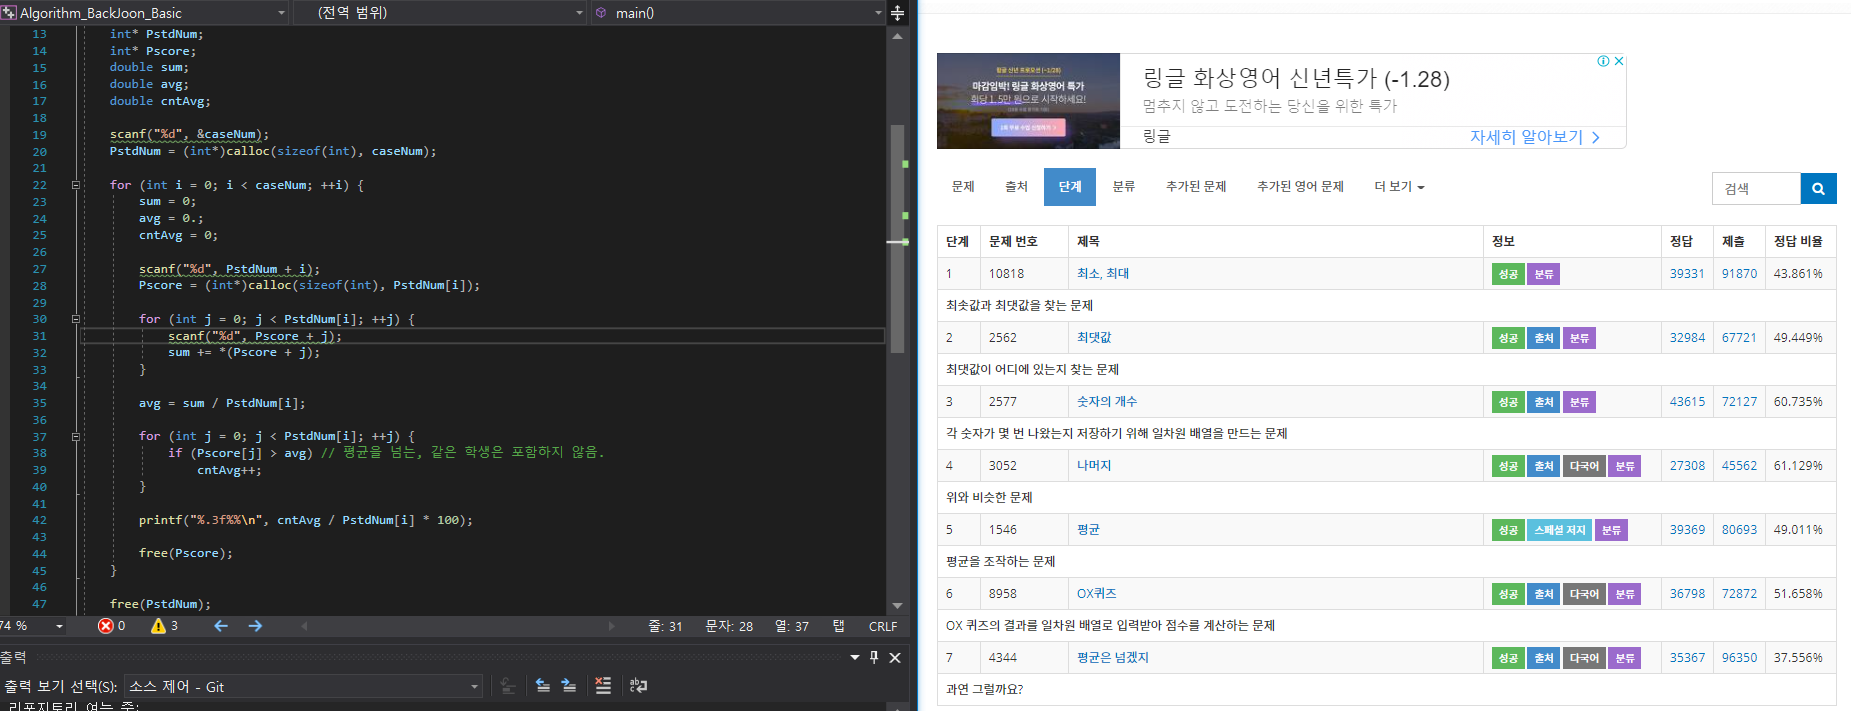 Algorithm_BackJoon_Basic (전역 범위) main()
13 int* PstdNum;
14 int* Pscore;
15 double sum;
16 double avg;
17 double cntAvg;
18
19 scanf("%d", &caseNum);
20 PstdNum = (int*)calloc(sizeof(int), caseNum);
21
22 for (int i = 0; i < caseNum; ++i) {
23 sum = 0;
24 avg = 0.;
25 cntAvg = 0;
26
27 scanf("%d", PstdNum + i);
28 Pscore = (int*)calloc(sizeof(int), PstdNum[i]);
29
30 for (int j = 0; j < PstdNum[i]; ++j) {
31 scanf("%d", Pscore + j);
32 sum += *(Pscore + j);
33 }
34
35 avg = sum / PstdNum[i];
36
37 for (int j = 0; j < PstdNum[i]; ++j) {
38 if (Pscore[j] > avg) // 평균을 넘는, 같은 학생은 포함하지 않음.
39 cntAvg++;
40 }
41
42 printf("%.3f%%\n", cntAvg / PstdNum[i] * 100);
43
44 free(Pscore);
45 }
46
47 free(PstdNum);
74 % 0 3 줄: 31 문자: 28 열: 37 탭 CRLF
출력
출력 보기 선택(S): 소스 제어 - Git
리포지토리 여는 중:
링글 신년 프로모션 (~1/28)
마감임박! 링글 화상영어 특가
회당 1.5만 원으로 시작하세요!
링글 화상영어 신년특가 (-1.28)
멈추지 않고 도전하는 당신을 위한 특가
링글 자세히 알아보기
문제 출처 단계 분류 추가된 문제 추가된 영어 문제 더 보기 검색
단계 문제 번호 제목 정보 정답 제출 정답 비율
1 10818 최소, 최대 성공 분류 39331 91870 43.861%
최솟값과 최댓값을 찾는 문제
2 2562 최댓값 성공 출처 분류 32984 67721 49.449%
최댓값이 어디에 있는지 찾는 문제
3 2577 숫자의 개수 성공 출처 분류 43615 72127 60.735%
각 숫자가 몇 번 나왔는지 저장하기 위해 일차원 배열을 만드는 문제
4 3052 나머지 성공 출처 다국어 분류 27308 45562 61.129%
위와 비슷한 문제
5 1546 평균 성공 스페셜 저지 분류 39369 80693 49.011%
평균을 조작하는 문제
6 8958 OX퀴즈 성공 출처 다국어 분류 36798 72872 51.658%
OX 퀴즈의 결과를 일차원 배열로 입력받아 점수를 계산하는 문제
7 4344 평균은 넘겠지 성공 출처 다국어 분류 35367 96350 37.556%
과연 그럴까요?